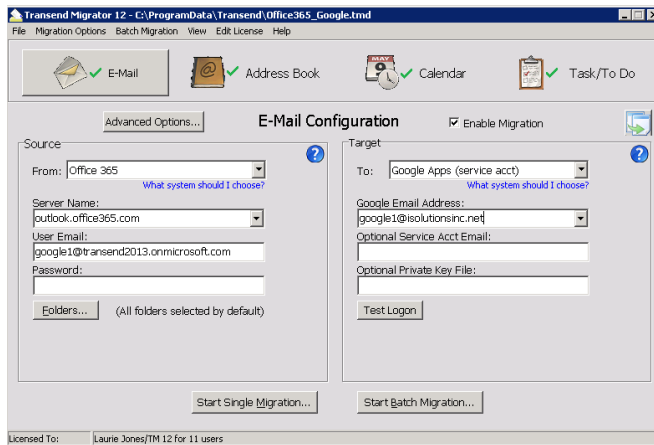 Transend Migrator 12 - C:\ProgramData\Transend\Office365_Google.tmd
File Migration Options Batch Migration View Edit License Help
E-Mail
Address Book
MAY
Calendar
Task/To Do
Advanced Options...
E-Mail Configuration
Enable Migration
Source
From: Office 365
What system should I choose?
Server Name:
outlook.office365.com
User Email:
google1@transend2013.onmicrosoft.com
Password:
Folders... (All folders selected by default)
Target
To: Google Apps (service acct)
What system should I choose?
Google Email Address:
google1@isolutionsinc.net
Optional Service Acct Email:
Optional Private Key File:
Test Logon
Start Single Migration...
Start Batch Migration...
Licensed To: Laurie Jones/TM 12 for 11 users